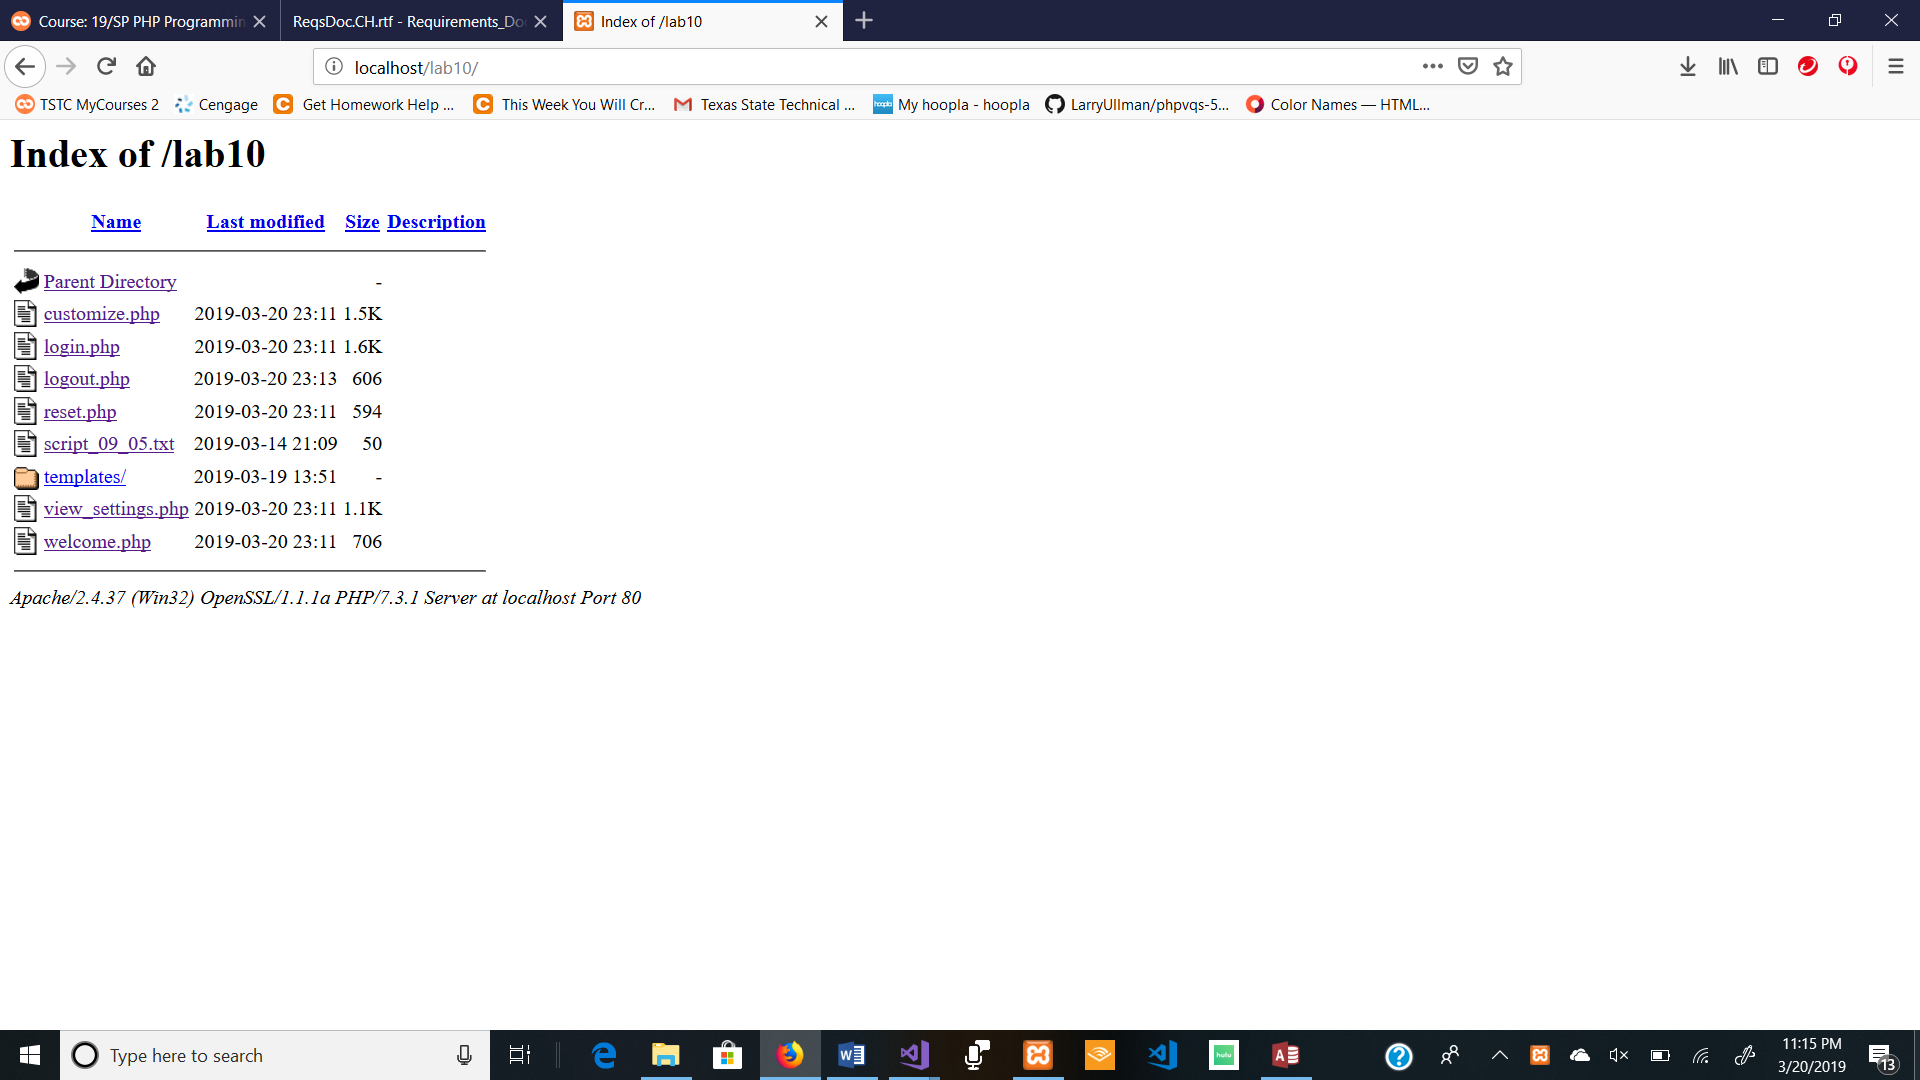 Course: 19/SP PHP Programmin
ReqsDoc.CH.rtf - Requirements_Do
Index of /lab10
localhost/lab10/
TSTC MyCourses 2
Cengage
Get Homework Help ...
This Week You Will Cr...
Texas State Technical ...
hoopla
My hoopla - hoopla
LarryUllman/phpvqs-5...
Color Names — HTML...
Index of /lab10
Name Last modified Size Description
Parent Directory -
customize.php 2019-03-20 23:11 1.5K
login.php 2019-03-20 23:11 1.6K
logout.php 2019-03-20 23:13 606
reset.php 2019-03-20 23:11 594
script_09_05.txt 2019-03-14 21:09 50
templates/ 2019-03-19 13:51 -
view_settings.php 2019-03-20 23:11 1.1K
welcome.php 2019-03-20 23:11 706
Apache/2.4.37 (Win32) OpenSSL/1.1.1a PHP/7.3.1 Server at localhost Port 80
Type here to search
hulu
11:15 PM
3/20/2019
13